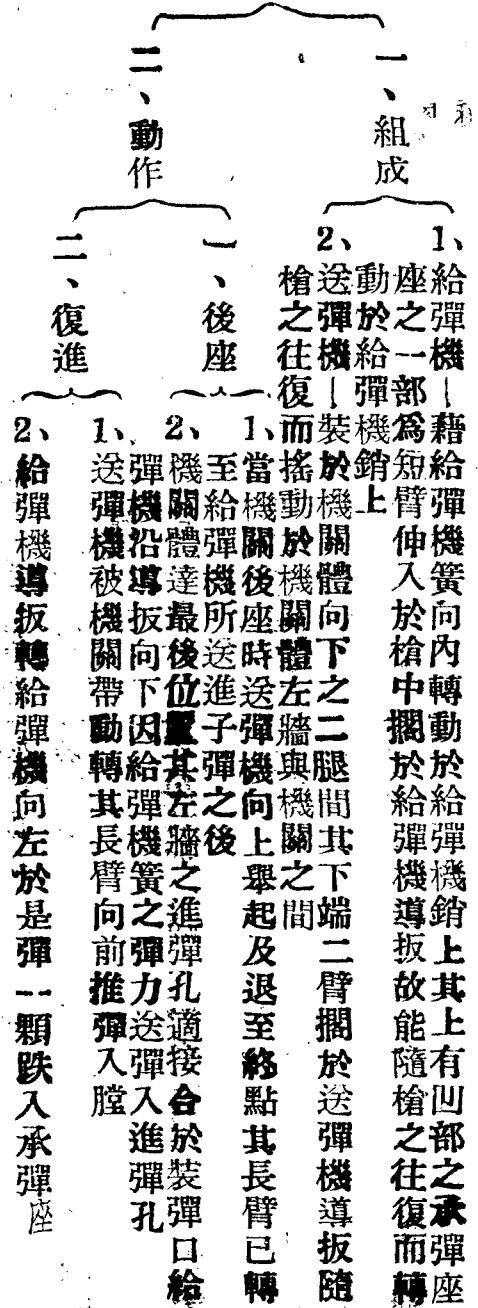 一、組成
1、給彈機—藉給彈機簧向內轉動於給彈機銷上其上有凹部之承彈座
座之一部爲短臂伸入於槍中擱於給彈機導扳故能隨槍之往復而轉
動於給彈機銷上
2、送彈機—裝於機關體向下之二腿間其下端二臂擱於送彈機導扳隨
槍之往復而搖動於機關體左牆與機關之間
二、動作
一、後座
1、當機關後座時送彈機向上舉起及退至終點其長臂已轉
至給彈機所送進子彈之後
2、機關體達最後位置其左牆之進彈孔適接合於裝彈口給
彈機沿導扳向下因給彈機簧之彈力送彈入進彈孔
二、復進
1、送彈機被機關帶動轉其長臂向前推彈入膛
2、給彈機導扳轉給彈機向左於是彈一顆跌入承彈座